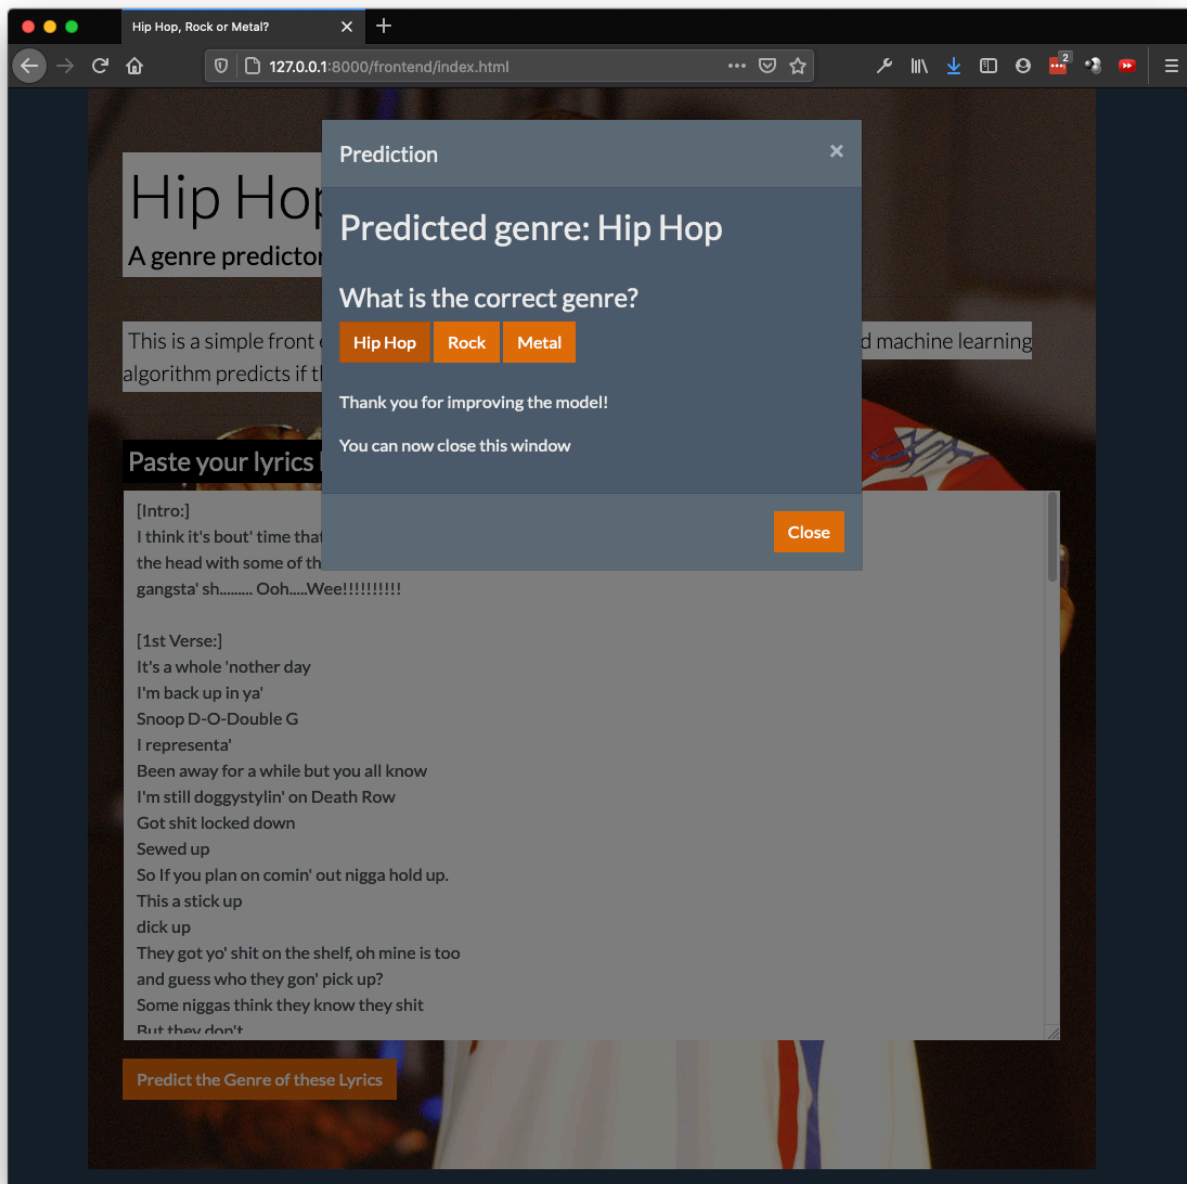 Hip Hop, Rock or Metal?
127.0.0.1:8000/frontend/index.html
2
Prediction
Predicted genre: Hip Hop
What is the correct genre?
Hip Hop Rock Metal
Thank you for improving the model!
You can now close this window
Close
Hip Hop
A genre predictor
This is a simple front d machine learning
algorithm predicts if
Paste your lyrics
[Intro:]
I think it's bout' time that
the head with some of
gangsta' sh......... Ooh.....Wee!!!!!!!!!!
[1st Verse:]
It's a whole 'nother day
I'm back up in ya'
Snoop D-O-Double G
I representa'
Been away for a while but you all know
I'm still doggystylin' on Death Row
Got shit locked down
Sewed up
So If you plan on comin' out nigga hold up.
This a stick up
dick up
They got yo' shit on the shelf, oh mine is too
and guess who they gon' pick up?
Some niggas think they know they shit
But they don't
Predict the Genre of these Lyrics